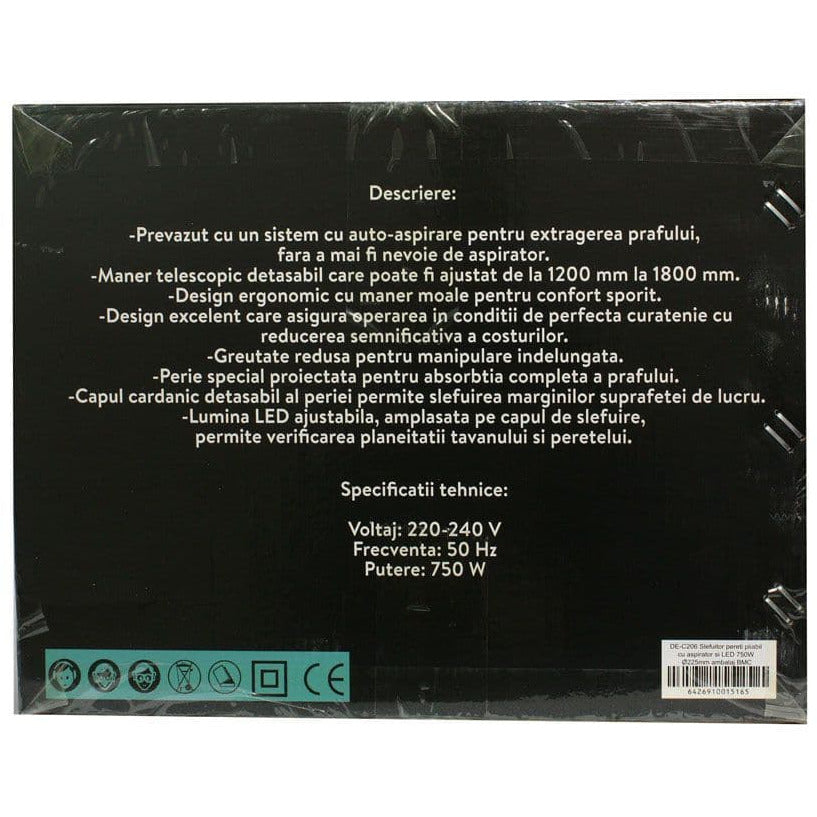 Descriere:
-Prevazut cu un sistem cu auto-aspirare pentru extragerea prafului,
fara a mai fi nevoie de aspirator.
-Maner telescopic detasabil care poate fi ajustat de la 1200 mm la 1800 mm.
-Design ergonomic cu maner moale pentru confort sporit.
-Design excelent care asigura operarea in conditii de perfecta curatenie cu
reducerea semnificativa a costurilor.
-Greutate redusa pentru manipulare indelungata.
-Perie special proiectata pentru absorbtia completa a prafului.
-Capul cardanic detasabil al periei permite slefuirea marginilor suprafetei de lucru.
-Lumina LED ajustabila, amplasata pe capul de slefuire,
permite verificarea planeitatii tavanului si peretelui.
Specificatii tehnice:
Voltaj: 220-240 V
Frecventa: 50 Hz
Putere: 750 W
CE
DE-C206 Slefuitor pereti pliabil
cu aspirator si LED 750W
Ø225mm ambalaj BMC
6426910015165